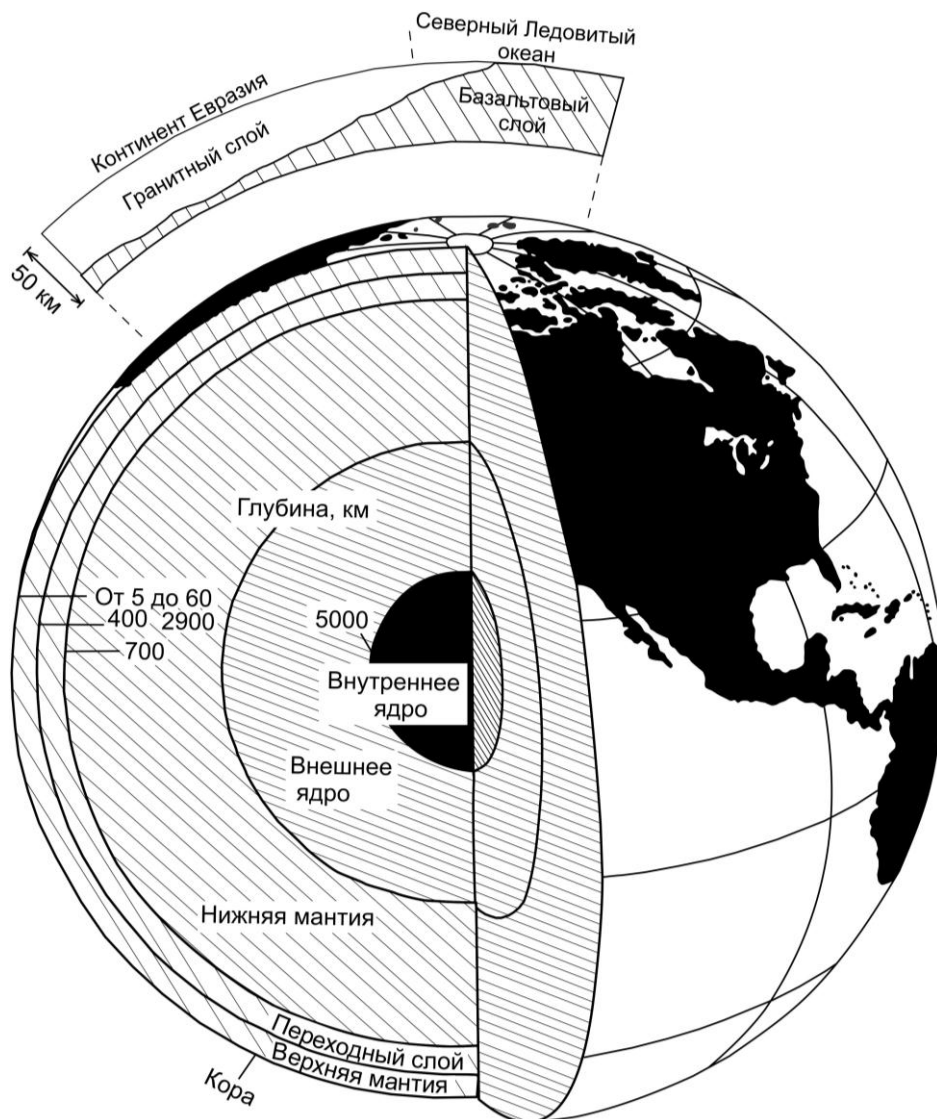 Северный Ледовитый
океан
Континент Евразия
Гранитный слой
Базальтовый
слой
50 км
Глубина, км
От 5 до 60
400 2900
700
5000
Внутреннее
ядро
Внешнее
ядро
Нижняя мантия
Переходный слой
Верхняя мантия
Кора